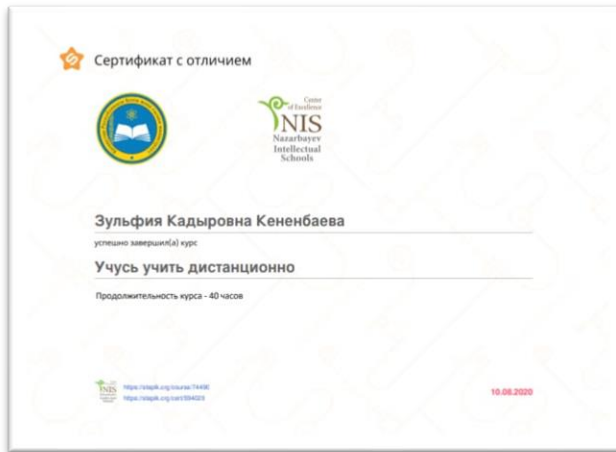 Сертификат с отличием
Center
of Excellence
NIS
Nazarbayev
Intellectual
Schools
Зульфия Кадыровна Кененбаева
успешно завершил(а) курс
Учусь учить дистанционно
Продолжительность курса - 40 часов
NIS
10.08.2020